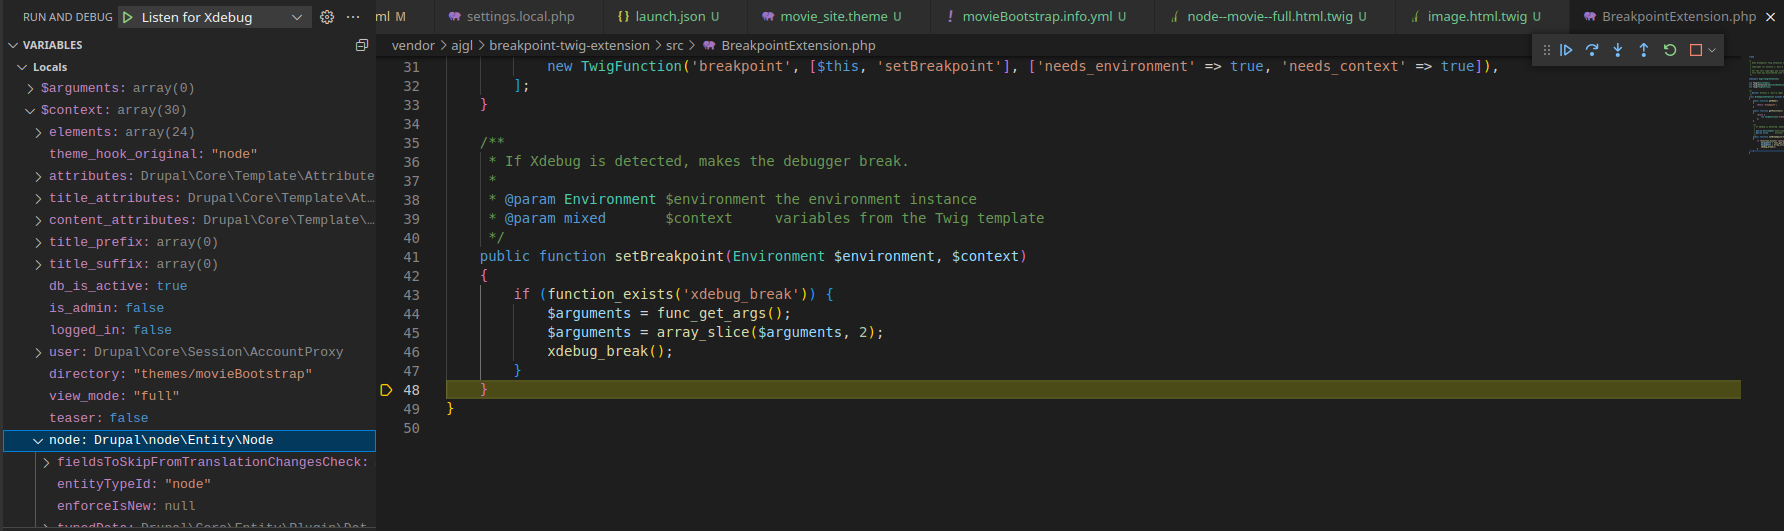 RUN AND DEBUG Listen for Xdebug
ml M settings.local.php launch.json U movie_site.theme U movieBootstrap.info.yml U node--movie--full.html.twig U image.html.twig U BreakpointExtension.php
VARIABLES
Locals
$arguments: array(0)
$context: array(30)
elements: array(24)
theme_hook_original: "node"
attributes: Drupal\Core\Template\Attribute
title_attributes: Drupal\Core\Template\At...
content_attributes: Drupal\Core\Template\...
title_prefix: array(0)
title_suffix: array(0)
db_is_active: true
is_admin: false
logged_in: false
user: Drupal\Core\Session\AccountProxy
directory: "themes/movieBootstrap"
view_mode: "full"
teaser: false
node: Drupal\node\Entity\Node
fieldsToSkipFromTranslationChangesCheck:
entityTypeId: "node"
enforceIsNew: null
typedData: Drupal\Core\Entity\Plugin\Dat
vendor > ajgl > breakpoint-twig-extension > src > BreakpointExtension.php
31 new TwigFunction('breakpoint', [$this, 'setBreakpoint'], ['needs_environment' => true, 'needs_context' => true]),
32 ];
33 }
34
35 /**
36 * If Xdebug is detected, makes the debugger break.
37 *
38 * @param Environment $environment the environment instance
39 * @param mixed       $context     variables from the Twig template
40 */
41 public function setBreakpoint(Environment $environment, $context)
42 {
43 if (function_exists('xdebug_break')) {
44 $arguments = func_get_args();
45 $arguments = array_slice($arguments, 2);
46 xdebug_break();
47 }
48 }
49 }
50